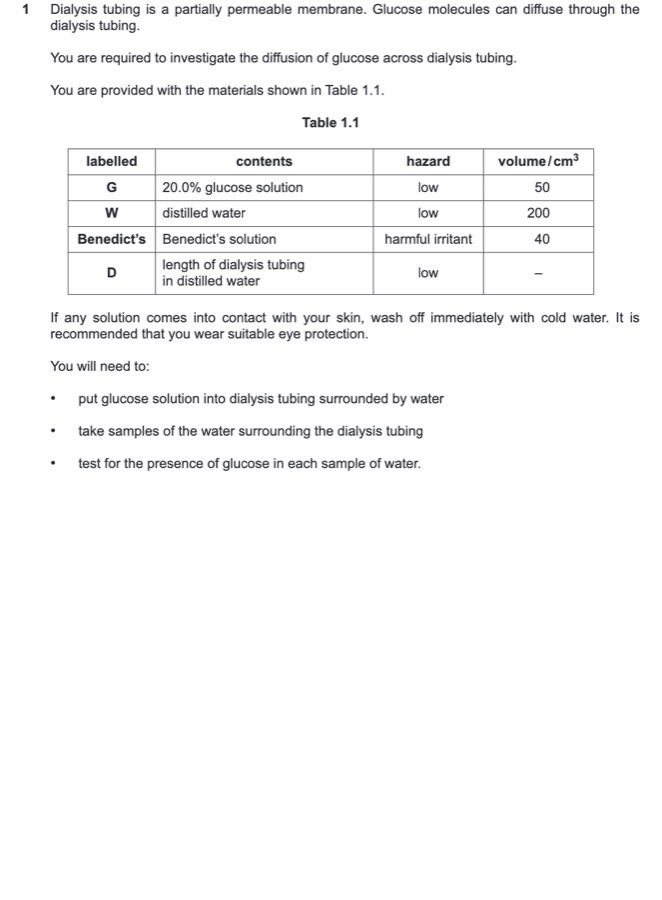 1 Dialysis tubing is a partially permeable membrane. Glucose molecules can diffuse through the
dialysis tubing.
You are required to investigate the diffusion of glucose across dialysis tubing.
You are provided with the materials shown in Table 1.1.
Table 1.1
labelled contents hazard volume / cm³
G 20.0% glucose solution low 50
W distilled water low 200
Benedict's Benedict's solution harmful irritant 40
D length of dialysis tubing in distilled water low –
If any solution comes into contact with your skin, wash off immediately with cold water. It is
recommended that you wear suitable eye protection.
You will need to:
• put glucose solution into dialysis tubing surrounded by water
• take samples of the water surrounding the dialysis tubing
• test for the presence of glucose in each sample of water.